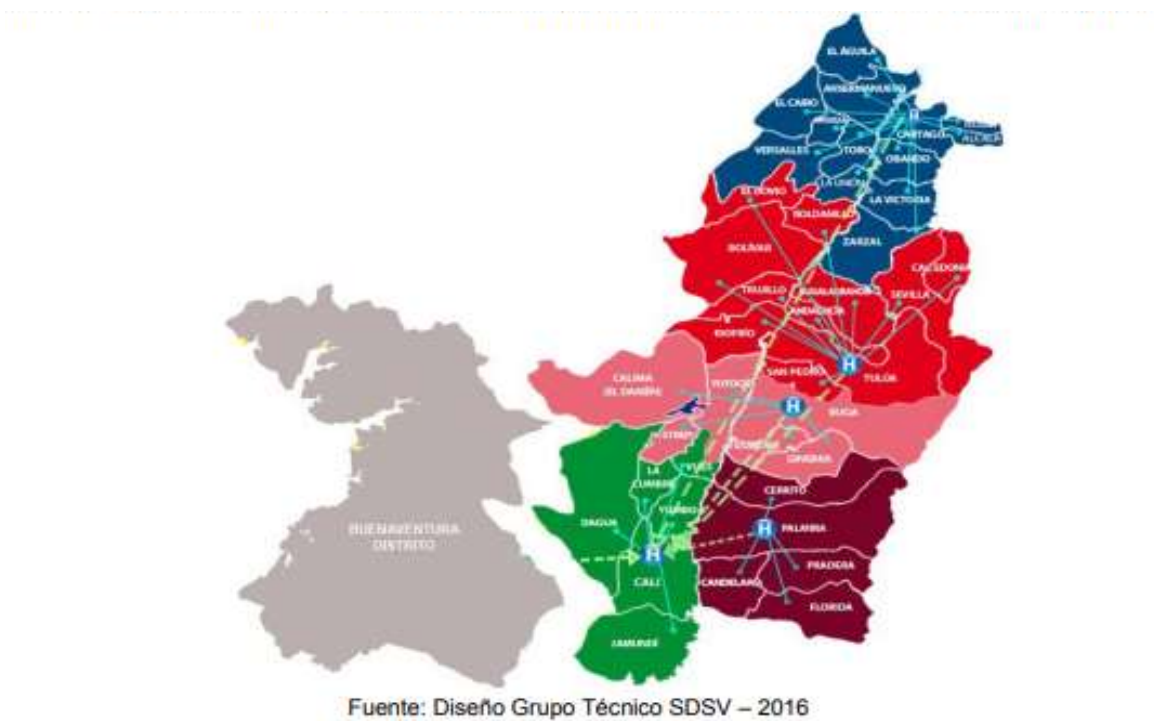 EL ÁGUILA
ANSERMANUEVO
EL CAIRO
H
CARTAGO
ALCALÁ
VERSALLES
TORO
OBANDO
LA UNIÓN
LA VICTORIA
EL DOVIO
ROLDANILLO
ZARZAL
BOLÍVAR
CAICEDONIA
TRUJILLO
BUGALAGRANDE
SEVILLA
ANDALUCÍA
RIOFRÍO
H
SAN PEDRO
TULÚA
CALIMA
(EL DARIÉN)
YOTOCO
H
BUGA
GINEBRA
VIJES
LA
CUMBRE
CERRITO
YUMBO
DAGUA
H
PALMIRA
BUENAVENTURA
DISTRITO
H
CALI
PRADERA
CANDELARIA
FLORIDA
JAMUNDÍ
Fuente: Diseño Grupo Técnico SDSV – 2016